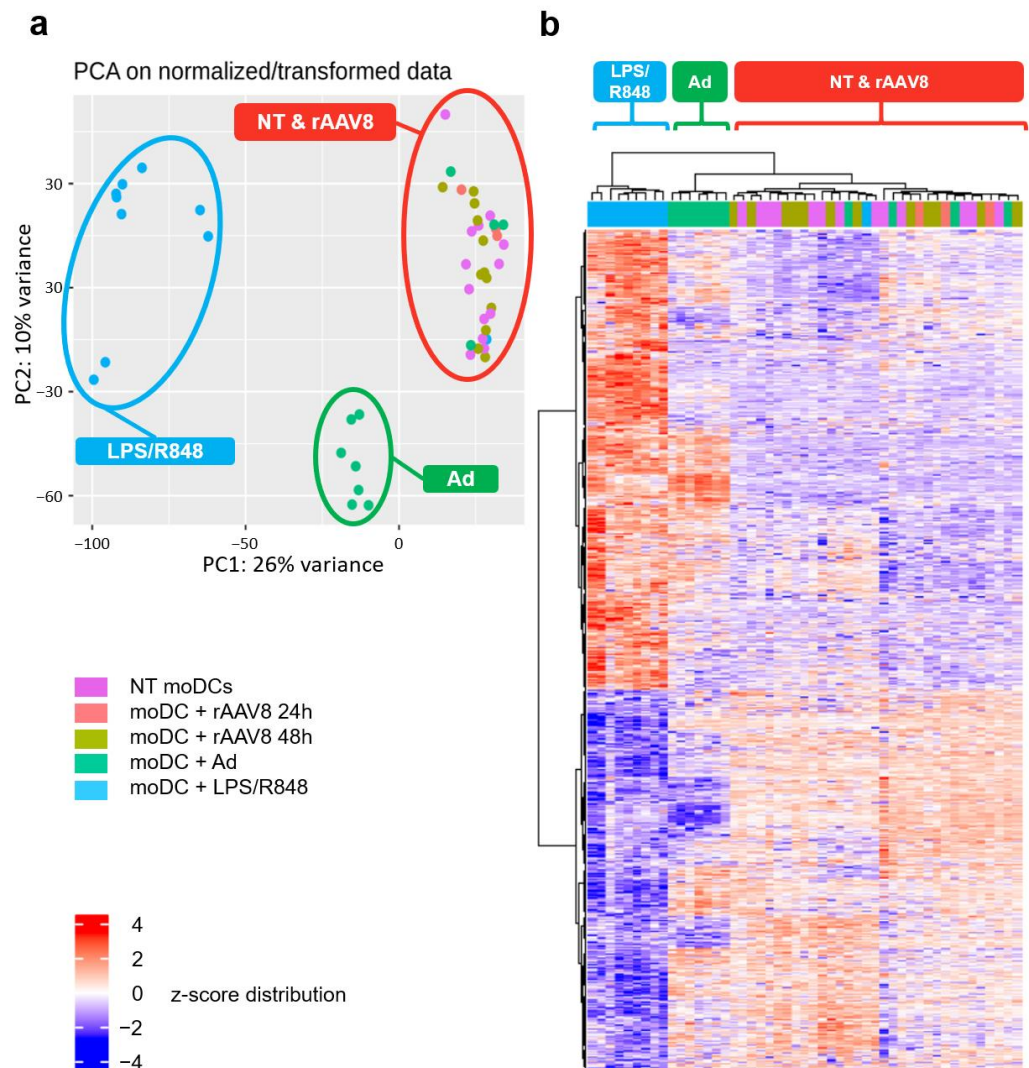 a
PCA on normalized/transformed data
NT & rAAV8
30
30
−30
−60
PC2: 10% variance
LPS/R848
Ad
−100
−50
0
PC1: 26% variance
NT moDCs
moDC + rAAV8 24h
moDC + rAAV8 48h
moDC + Ad
moDC + LPS/R848
4
2
0
−2
−4
z-score distribution
b
LPS/
R848
Ad
NT & rAAV8